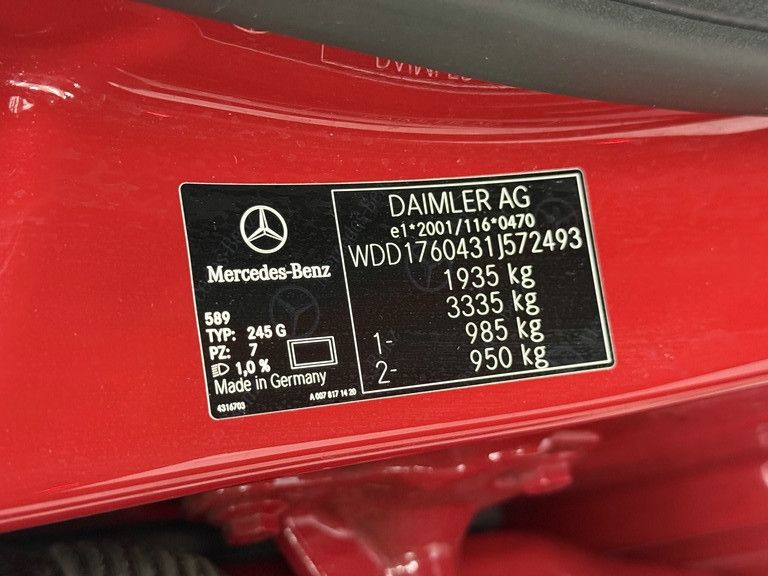 Mercedes-Benz
589
TYP: 245 G
PZ: 7
1,0 %
Made in Germany
4316703
A 007 817 14 20
DAIMLER AG
e1*2001/116*0470
WDD1760431J572493
1935 kg
3335 kg
1- 985 kg
2- 950 kg